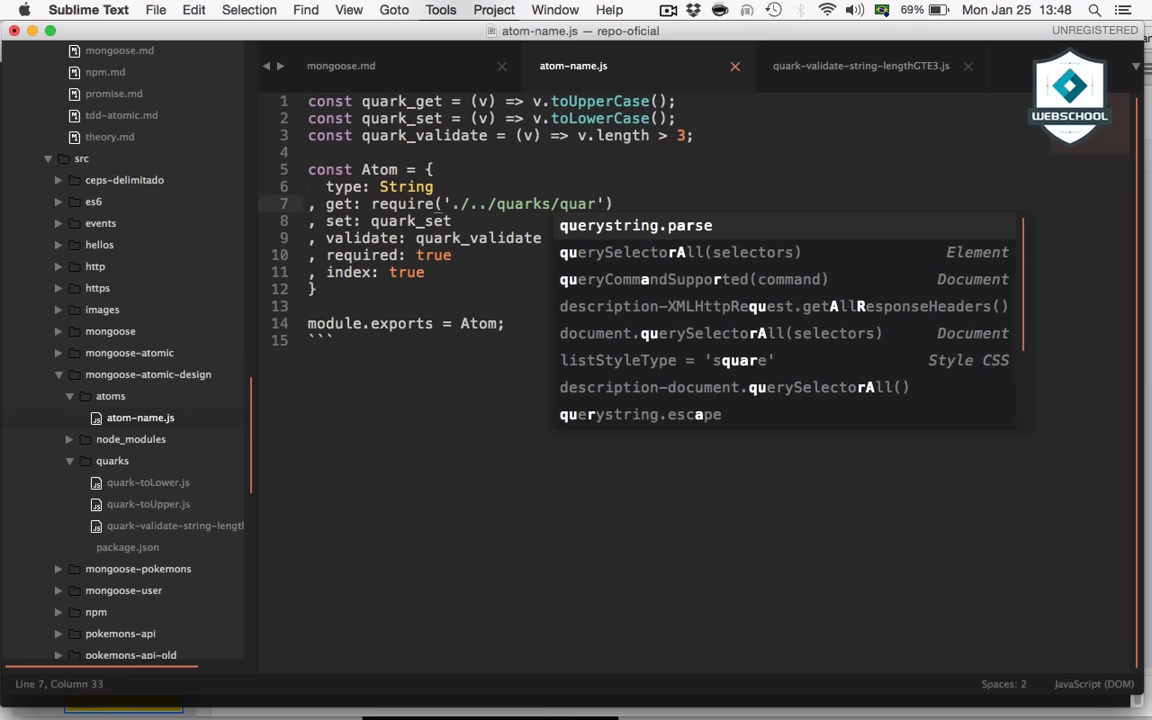 Sublime Text File Edit Selection Find View Goto Tools Project Window Help 69% Mon Jan 25 13:48
atom-name.js — repo-oficial UNREGISTERED
mongoose.md
npm.md
promise.md
tdd-atomic.md
theory.md
src
ceps-delimitado
es6
events
hellos
http
https
images
mongoose
mongoose-atomic
mongoose-atomic-design
atoms
atom-name.js
node_modules
quarks
quark-toLower.js
quark-toUpper.js
quark-validate-string-length
package.json
mongoose-pokemons
mongoose-user
npm
pokemons-api
pokemons-api-old
mongoose.md atom-name.js quark-validate-string-lengthGTE3.js
WEBSCHOOL
1 const quark_get = (v) => v.toUpperCase();
2 const quark_set = (v) => v.toLowerCase();
3 const quark_validate = (v) => v.length > 3;
4
5 const Atom = {
6 type: String
7 , get: require('./../quarks/quar')
8 , set: quark_set
9 , validate: quark_validate
10 , required: true
11 , index: true
12 }
13
14 module.exports = Atom;
15 ```
querystring.parse
querySelectorAll(selectors) Element
queryCommandSupported(command) Document
description-XMLHttpRequest.getAllResponseHeaders()
document.querySelectorAll(selectors) Document
listStyleType = 'square' Style CSS
description-document.querySelectorAll()
querystring.escape
Line 7, Column 33 Spaces: 2 JavaScript (DOM)